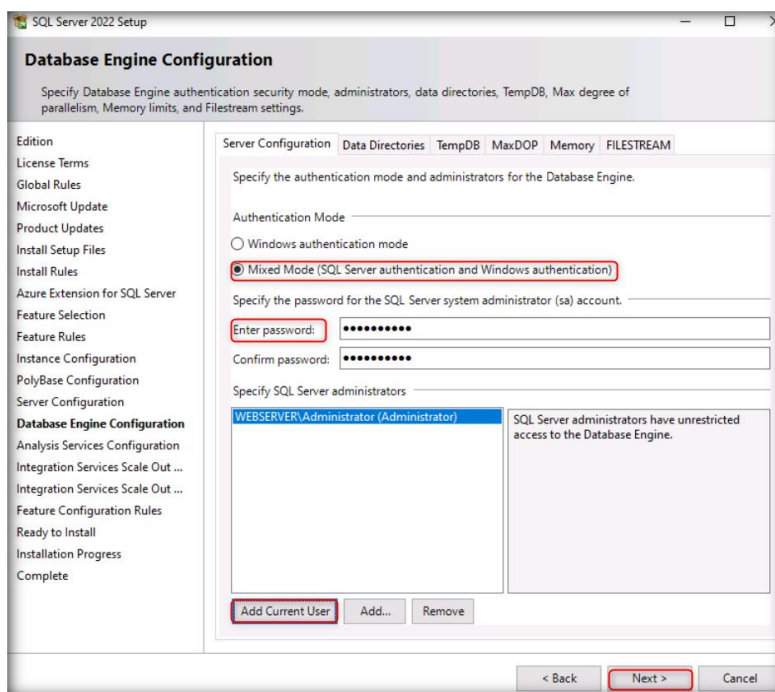 SQL Server 2022 Setup
Database Engine Configuration
Specify Database Engine authentication security mode, administrators, data directories, TempDB, Max degree of
parallelism, Memory limits, and Filestream settings.
Edition
License Terms
Global Rules
Microsoft Update
Product Updates
Install Setup Files
Install Rules
Azure Extension for SQL Server
Feature Selection
Feature Rules
Instance Configuration
PolyBase Configuration
Server Configuration
Database Engine Configuration
Analysis Services Configuration
Integration Services Scale Out ...
Integration Services Scale Out ...
Feature Configuration Rules
Ready to Install
Installation Progress
Complete
Server Configuration Data Directories TempDB MaxDOP Memory FILESTREAM
Specify the authentication mode and administrators for the Database Engine.
Authentication Mode
Windows authentication mode
Mixed Mode (SQL Server authentication and Windows authentication)
Specify the password for the SQL Server system administrator (sa) account.
Enter password: ●●●●●●●●●●
Confirm password: ●●●●●●●●●●
Specify SQL Server administrators
WEBSERVER\Administrator (Administrator)
SQL Server administrators have unrestricted
access to the Database Engine.
Add Current User Add... Remove
< Back Next > Cancel